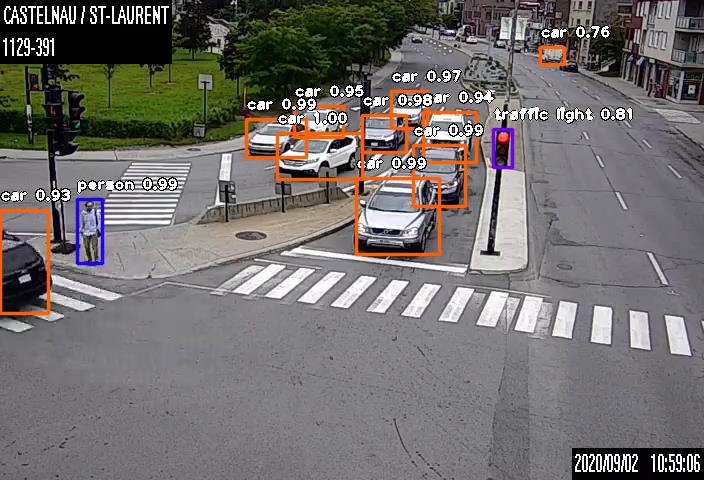 CASTELNAU / ST-LAURENT
1129-391
car 0.76
car 0.97
car 0.95
car 0.94
car 0.99
car 0.98
car 1.00
traffic light 0.81
car 0.99
car 0.99
person 0.99
car 0.93
2020/09/02 10:59:06